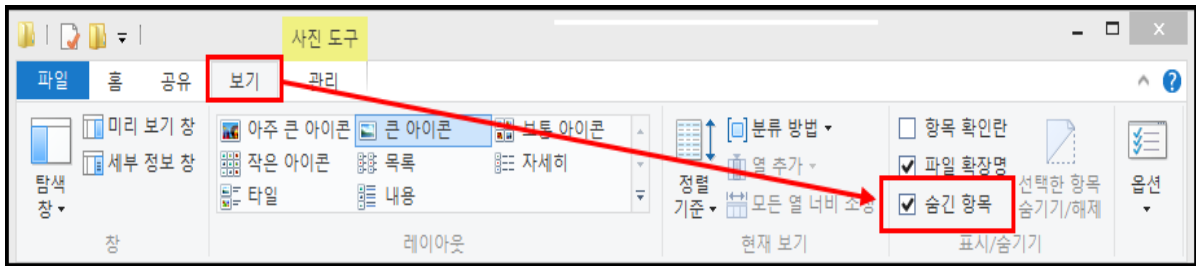 사진 도구
파일 홈 공유 보기 관리
미리 보기 창
세부 정보 창
탐색
창
아주 큰 아이콘 큰 아이콘 보통 아이콘
작은 아이콘 목록 자세히
타일 내용
정렬
기준
분류 방법
열 추가
모든 열 너비 조정
항목 확인란
파일 확장명
숨긴 항목
선택한 항목
숨기기/해제
옵션
창 레이아웃 현재 보기 표시/숨기기